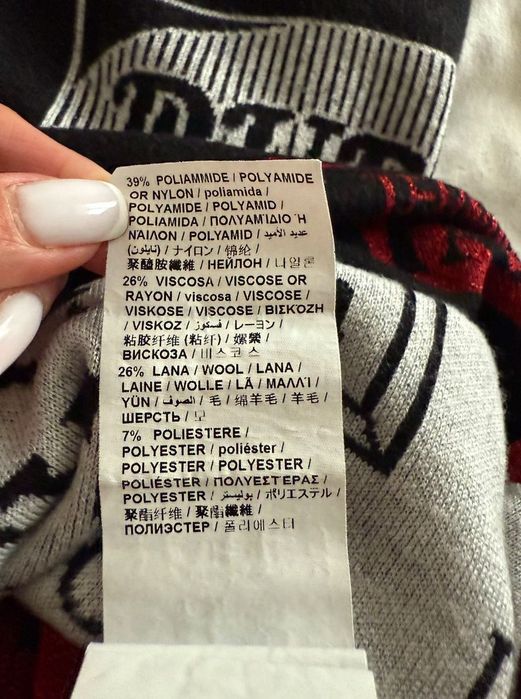 39% POLIAMMIDE / POLYAMIDE
OR NYLON / poliamida /
POLYAMIDE / POLYAMID /
POLIAMIDA / ΠΟΛΥΑΜΊΔΙΟ Ή
ΝΆΙΛΟΝ / POLYAMID / عديد الأميد
(نايلون) / ナイロン / 锦纶 /
聚醯胺纖維 / НЕЙЛОН / 나일론
26% VISCOSA / VISCOSE OR
RAYON / viscosa / VISCOSE /
VISKOSE / VISCOSE / ΒΙΣΚΌΖΗ
/ VISKOZ / فسكوز / レーヨン /
粘胶纤维 (粘纤) / 嫘縈 /
ВИСКОЗА / 비스코스
26% LANA / WOOL / LANA /
LAINE / WOLLE / LÃ / ΜΑΛΛΊ /
YÜN / الصوف / 毛 / 绵羊毛 / 羊毛 /
ШЕРСТЬ / 모
7% POLIESTERE /
POLYESTER / poliéster /
POLYESTER / POLYESTER /
POLIÉSTER / ΠΟΛΥΕΣΤΈΡΑΣ /
POLYESTER / بوليستر / ポリエステル /
聚酯纤维 / 聚酯纖維 /
ПОЛИЭСТЕР / 폴리에스터